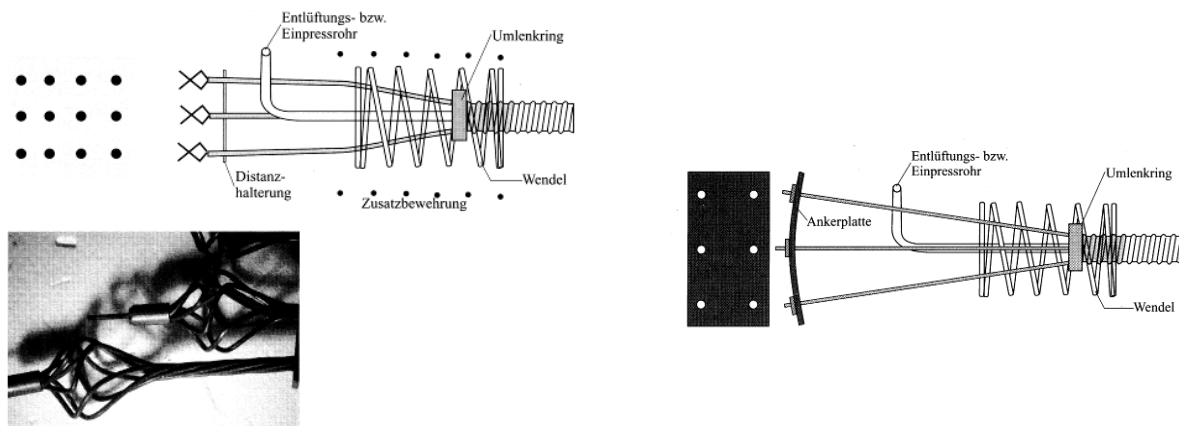 Entlüftungs- bzw.
Einpressrohr
Umlenkring
Distanz-
halterung
Wendel
Zusatzbewehrung
Entlüftungs- bzw.
Einpressrohr
Umlenkring
Ankerplatte
Wendel